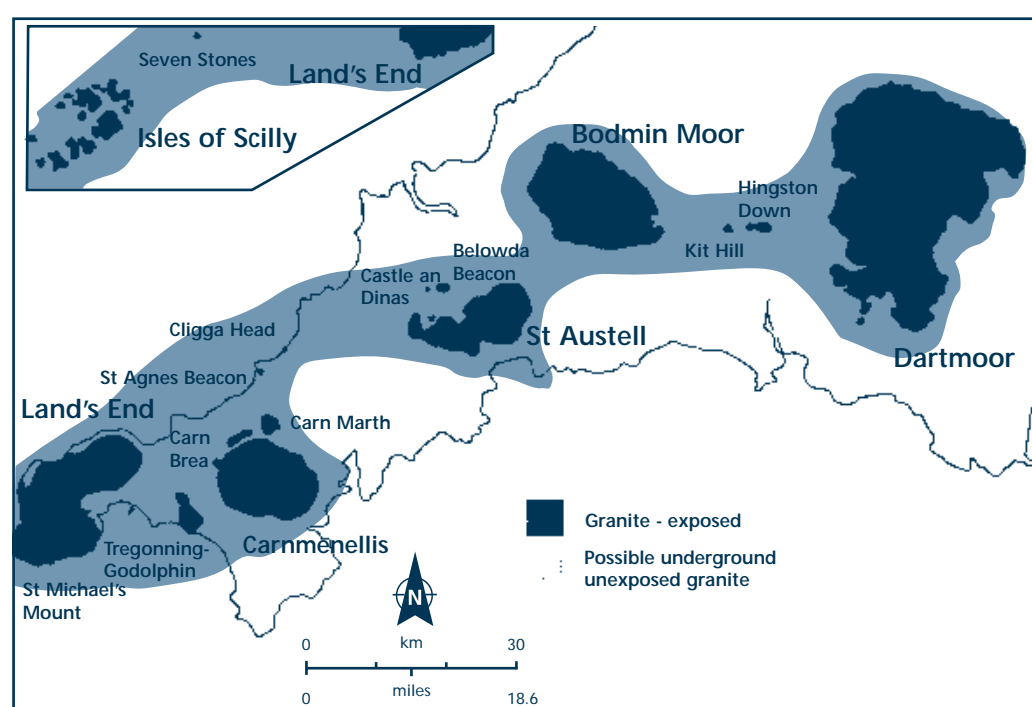 Seven Stones
Land's End
Isles of Scilly
Bodmin Moor
Hingston
Down
Kit Hill
Belowda
Beacon
Castle an
Dinas
Cligga Head
St Austell
Dartmoor
St Agnes Beacon
Land's End
Carn Marth
Carn
Brea
Carnmenellis
Tregonning-
Godolphin
St Michael's
Mount
Granite - exposed
Possible underground
unexposed granite
N
0 km 30
0 miles 18.6